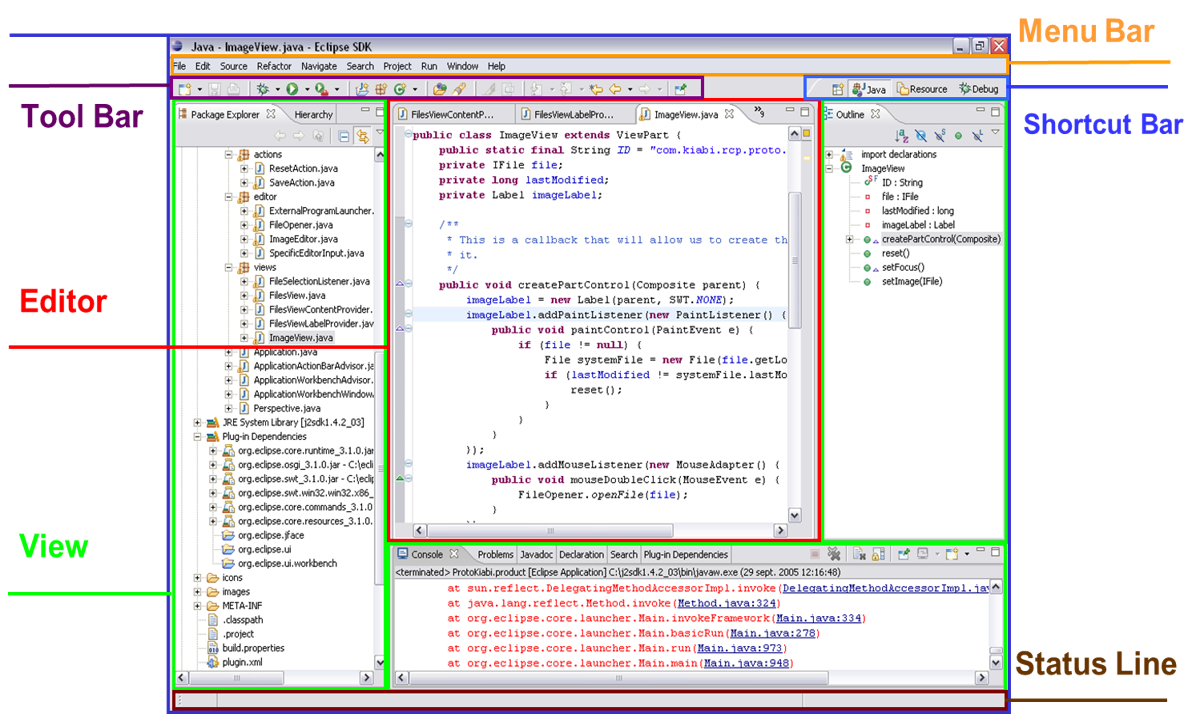 Menu Bar
Java - ImageView.java - Eclipse SDK
File Edit Source Refactor Navigate Search Project Run Window Help
Java Resource Debug
Tool Bar
Shortcut Bar
Package Explorer Hierarchy
actions
ResetAction.java
SaveAction.java
editor
ExternalProgramLauncher.
FileOpener.java
ImageEditor.java
SpecificEditorInput.java
views
FileSelectionListener.java
FilesView.java
FilesViewContentProvider.
FilesViewLabelProvider.jav
ImageView.java
Application.java
ApplicationActionBarAdvisor.ja
ApplicationWorkbenchAdvisor.
ApplicationWorkbenchWindow.
Perspective.java
JRE System Library [j2sdk1.4.2_03]
Plug-in Dependencies
org.eclipse.core.runtime_3.1.0.jar
org.eclipse.osgi_3.1.0.jar - C:\ecli
org.eclipse.swt_3.1.0.jar - C:\eclip
org.eclipse.swt.win32.win32.x86_
org.eclipse.core.commands_3.1.0
org.eclipse.core.resources_3.1.0.
org.eclipse.jface
org.eclipse.ui
org.eclipse.ui.workbench
icons
images
META-INF
.classpath
.project
build.properties
plugin.xml
Editor
View
FilesViewContentP... FilesViewLabelPro... ImageView.java »9
public class ImageView extends ViewPart {
public static final String ID = "com.kiabi.rcp.proto.
private IFile file;
private long lastModified;
private Label imageLabel;
/**
* This is a callback that will allow us to create th
* it.
*/
public void createPartControl(Composite parent) {
imageLabel = new Label(parent, SWT.NONE);
imageLabel.addPaintListener(new PaintListener() {
public void paintControl(PaintEvent e) {
if (file != null) {
File systemFile = new File(file.getLo
if (lastModified != systemFile.lastMo
reset();
}
}
}
});
imageLabel.addMouseListener(new MouseAdapter() {
public void mouseDoubleClick(MouseEvent e) {
FileOpener.openFile(file);
}
Outline
import declarations
ImageView
ID : String
file : IFile
lastModified : long
imageLabel : Label
createPartControl(Composite)
reset()
setFocus()
setImage(IFile)
Console Problems Javadoc Declaration Search Plug-in Dependencies
<terminated> ProtoKiabi.product [Eclipse Application] C:\j2sdk1.4.2_03\bin\javaw.exe (29 sept. 2005 12:16:48)
at sun.reflect.DelegatingMethodAccessorImpl.invoke(DelegatingMethodAccessorImpl.jav
at java.lang.reflect.Method.invoke(Method.java:324)
at org.eclipse.core.launcher.Main.invokeFramework(Main.java:334)
at org.eclipse.core.launcher.Main.basicRun(Main.java:278)
at org.eclipse.core.launcher.Main.run(Main.java:973)
at org.eclipse.core.launcher.Main.main(Main.java:948)
Status Line